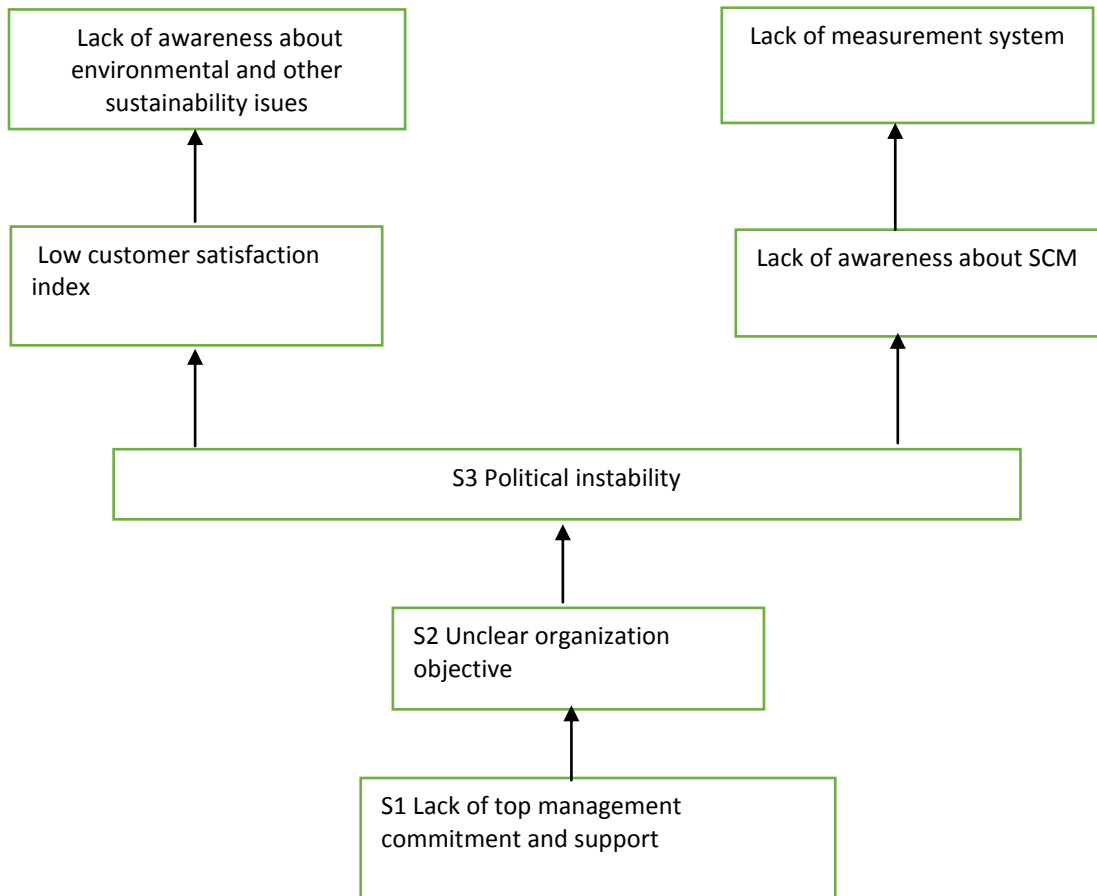 Lack of awareness about
environmental and other
sustainability isues
Lack of measurement system
Low customer satisfaction
index
Lack of awareness about SCM
S3 Political instability
S2 Unclear organization
objective
S1 Lack of top management
commitment and support